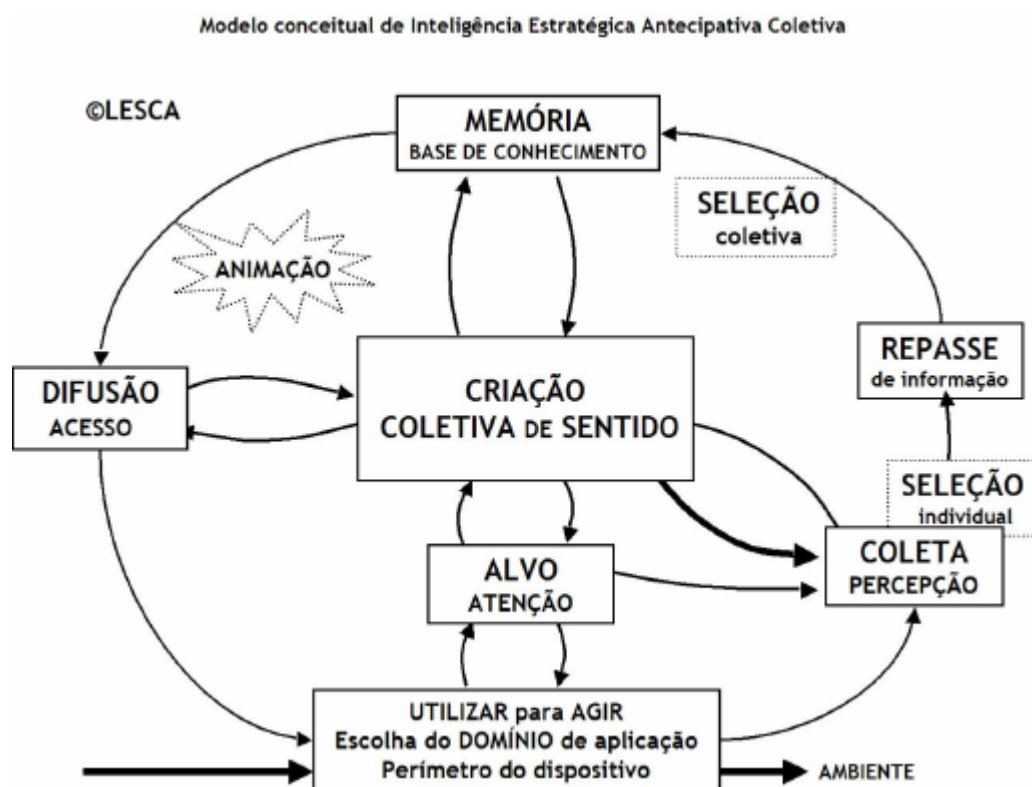 Modelo conceitual de Inteligência Estratégica Antecipativa Coletiva
©LESCA
MEMÓRIA
BASE DE CONHECIMENTO
SELEÇÃO
coletiva
ANIMAÇÃO
REPASSE
de informação
DIFUSÃO
ACESSO
CRIAÇÃO
COLETIVA DE SENTIDO
SELEÇÃO
individual
COLETA
PERCEPÇÃO
ALVO
ATENÇÃO
UTILIZAR para AGIR
Escolha do DOMÍNIO de aplicação
Perímetro do dispositivo
AMBIENTE